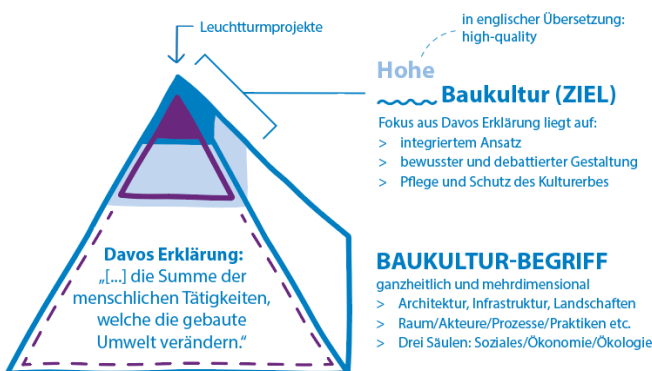 Leuchtturmprojekte
in englischer Übersetzung:
high-quality
Hohe
Baukultur (ZIEL)
Fokus aus Davos Erklärung liegt auf:
> integriertem Ansatz
> bewusster und debattierter Gestaltung
> Pflege und Schutz des Kulturerbes
Davos Erklärung:
„[...] die Summe der
menschlichen Tätigkeiten,
welche die gebaute
Umwelt verändern.“
BAUKULTUR-BEGRIFF
ganzheitlich und mehrdimensional
> Architektur, Infrastruktur, Landschaften
> Raum/Akteure/Prozesse/Praktiken etc.
> Drei Säulen: Soziales/Ökonomie/Ökologie